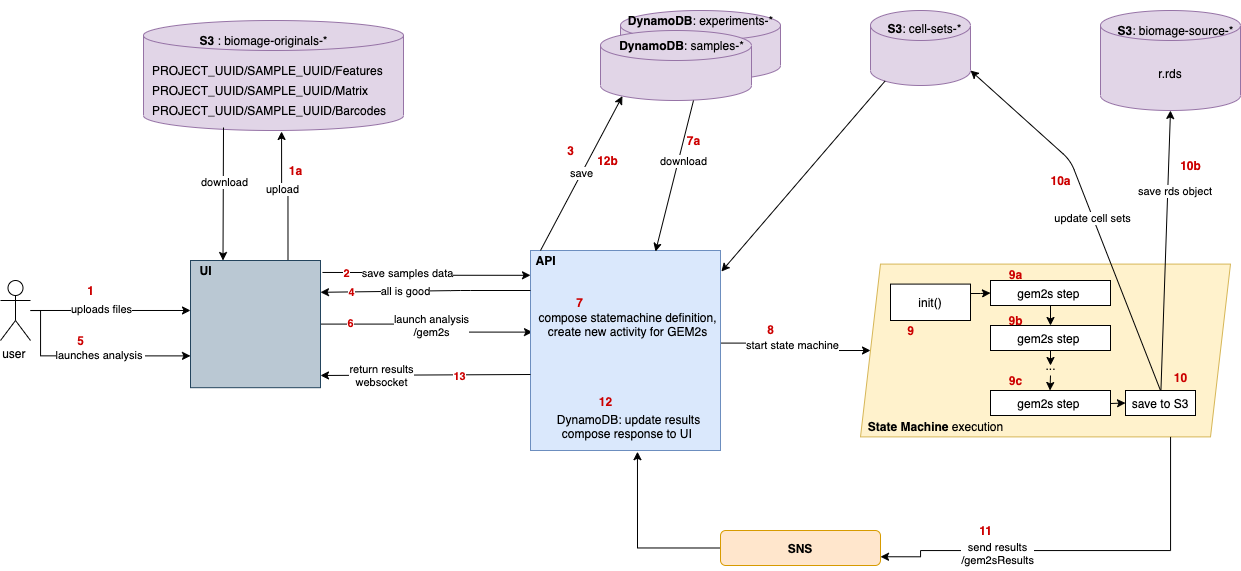 S3 : biomage-originals-*
PROJECT_UUID/SAMPLE_UUID/Features
PROJECT_UUID/SAMPLE_UUID/Matrix
PROJECT_UUID/SAMPLE_UUID/Barcodes
DynamoDB: experiments-*
DynamoDB: samples-*
S3: cell-sets-*
S3: biomage-source-*
r.rds
download
1a
upload
3
save
12b
7a
download
10a
update cell sets
10b
save rds object
user
1
uploads files
5
launches analysis
UI
2
save samples data
4
all is good
6
launch analysis
/gem2s
return results
websocket
13
API
7
compose statemachine definition,
create new activity for GEM2s
12
DynamoDB: update results
compose response to UI
8
start state machine
init()
9
9a
gem2s step
9b
gem2s step
...
9c
gem2s step
10
save to S3
State Machine execution
SNS
11
send results
/gem2sResults